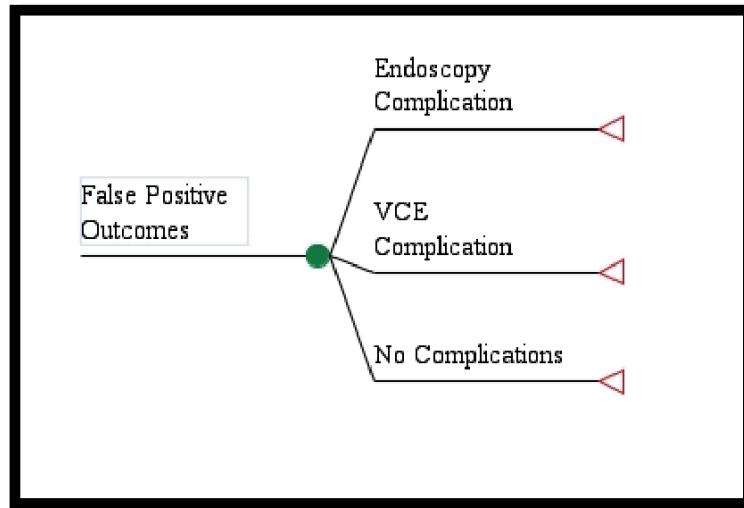 Endoscopy
Complication
False Positive
Outcomes
VCE
Complication
No Complications